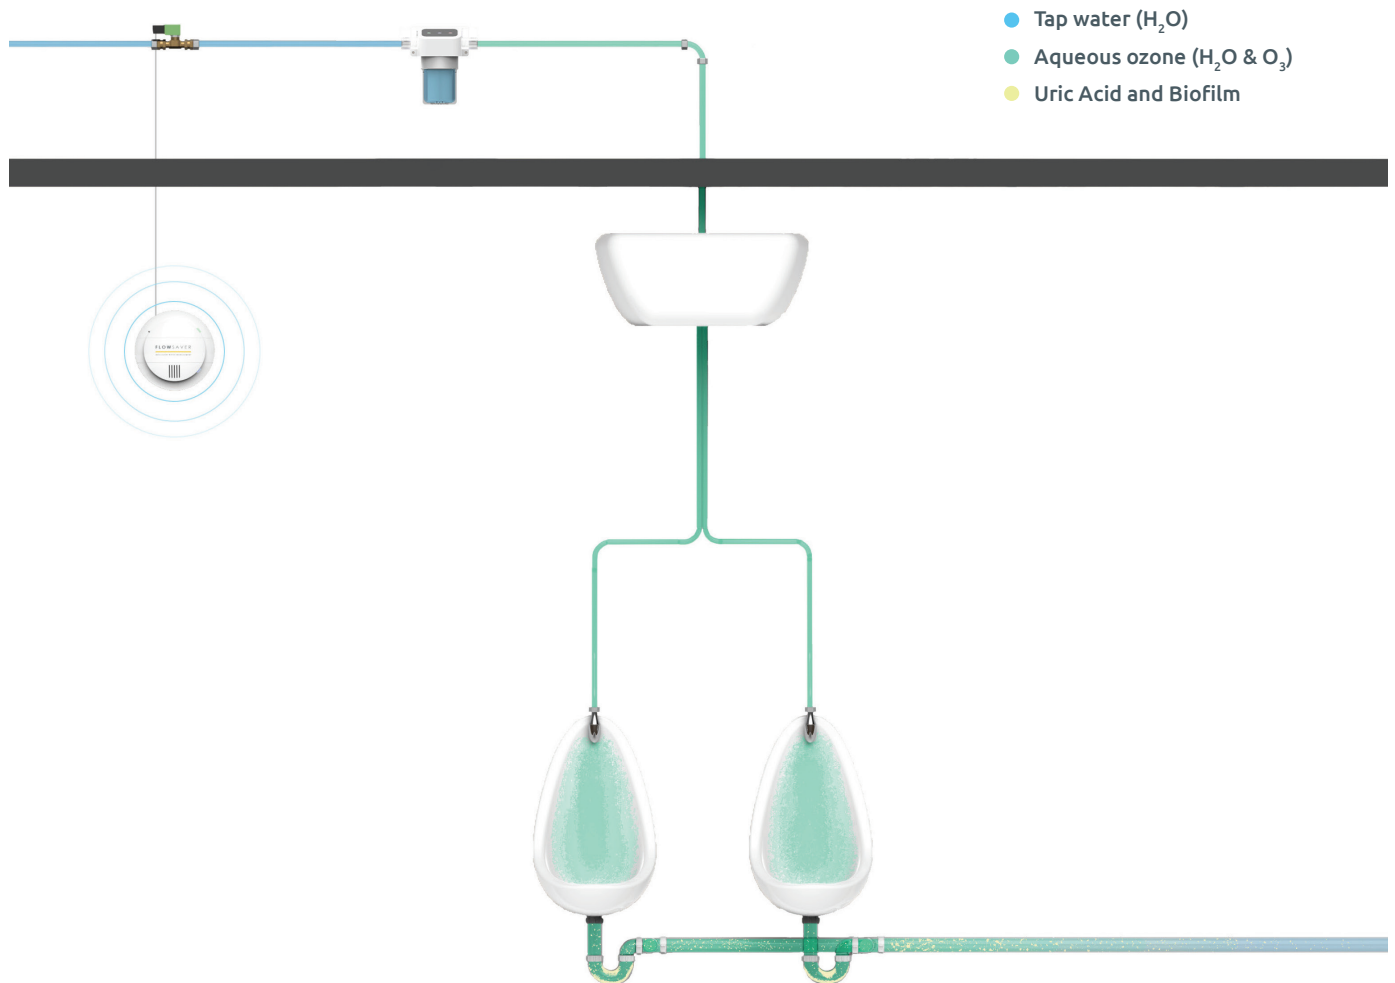 Tap water (H₂O)
Aqueous ozone (H₂O & O₃)
Uric Acid and Biofilm
FLOWSAVER